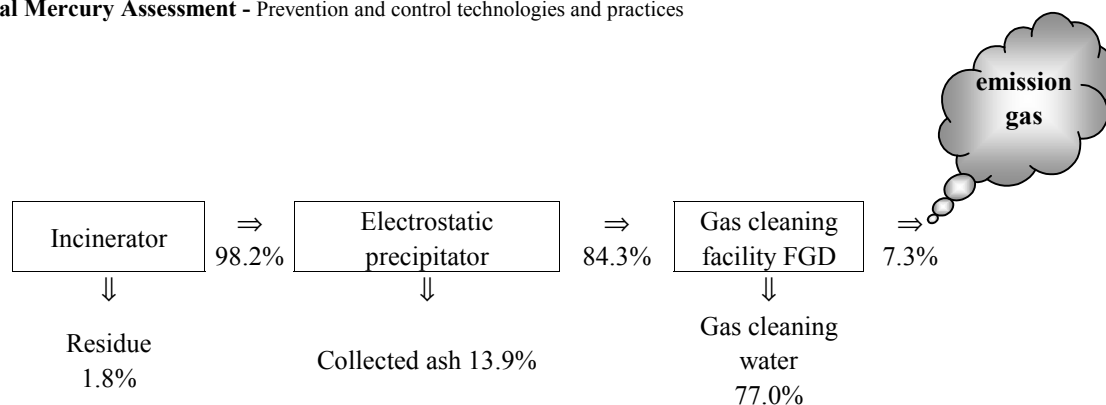 al Mercury Assessment - Prevention and control technologies and practices
emission
gas
Incinerator
⇒
98.2%
Electrostatic
precipitator
⇒
84.3%
Gas cleaning
facility FGD
⇒
7.3%
⇓
⇓
⇓
Residue
1.8%
Collected ash 13.9%
Gas cleaning
water
77.0%